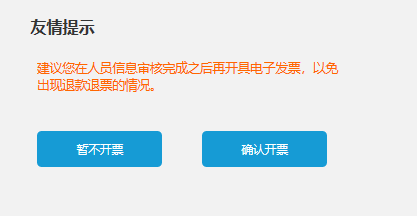 友情提示
建议您在人员信息审核完成之后再开具电子发票，以免
出现退款退票的情况。
暂不开票
确认开票